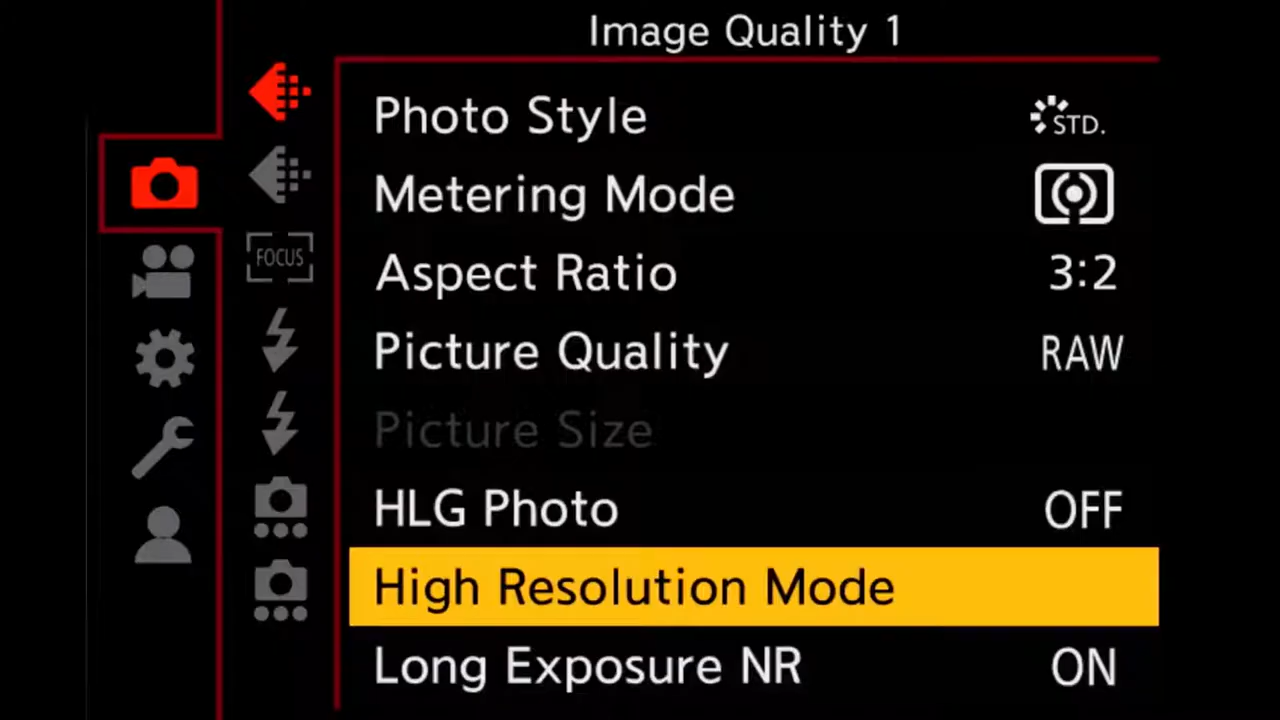 Image Quality 1
Photo Style STD.
Metering Mode
Aspect Ratio 3:2
FOCUS
Picture Quality RAW
Picture Size
HLG Photo OFF
High Resolution Mode
Long Exposure NR ON